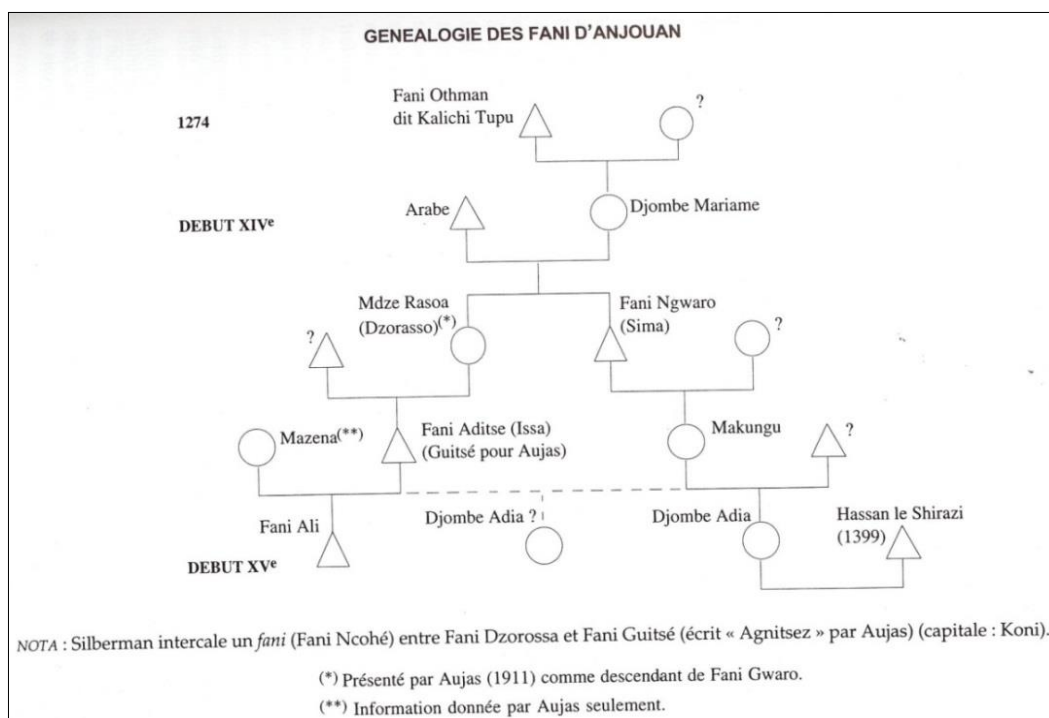 GENEALOGIE DES FANI D'ANJOUAN
Fani Othman
dit Kalichi Tupu
?
1274
Arabe
Djombe Mariame
DEBUT XIVe
Mdze Rasoa
(Dzorasso)(*)
Fani Ngwaro
(Sima)
?
?
Mazena(**)
Fani Aditse (Issa)
(Guitsé pour Aujas)
Makungu
?
Fani Ali
Djombe Adia ?
Djombe Adia
Hassan le Shirazi
(1399)
DEBUT XVe
NOTA : Silberman intercale un fani (Fani Ncohé) entre Fani Dzorossa et Fani Guitsé (écrit « Agnitsez » par Aujas) (capitale : Koni).
(*) Présenté par Aujas (1911) comme descendant de Fani Gwaro.
(**) Information donnée par Aujas seulement.